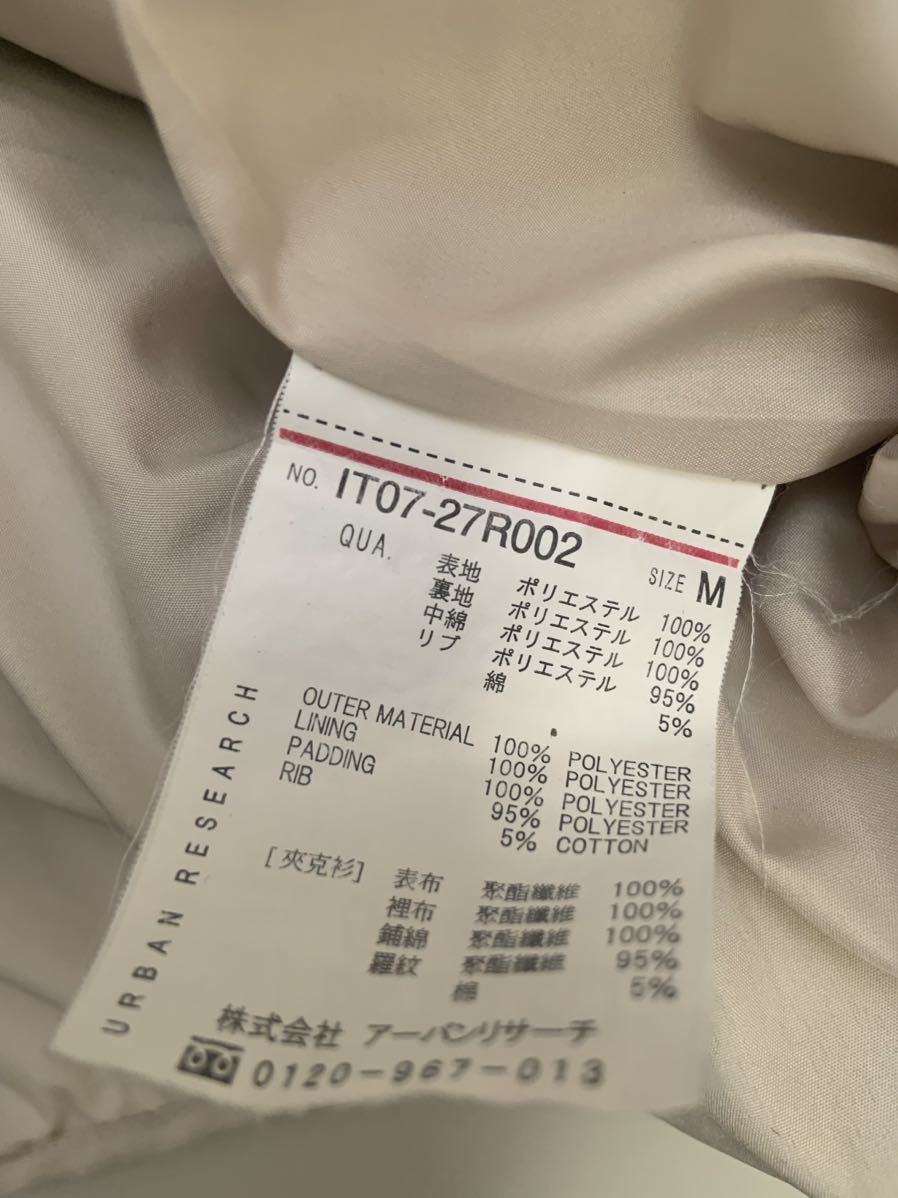 NO. IT07-27R002
QUA. SIZE M
表地 ポリエステル 100%
裏地 ポリエステル 100%
中綿 ポリエステル 100%
リブ ポリエステル 95%
綿 5%
OUTER MATERIAL 100% POLYESTER
LINING 100% POLYESTER
PADDING 100% POLYESTER
RIB 95% POLYESTER
5% COTTON
[夾克衫] 表布 聚酯纖維 100%
裡布 聚酯纖維 100%
鋪綿 聚酯纖維 100%
羅紋 聚酯纖維 95%
棉 5%
株式会社 アーバンリサーチ
0120-967-013
URBAN RESEARCH